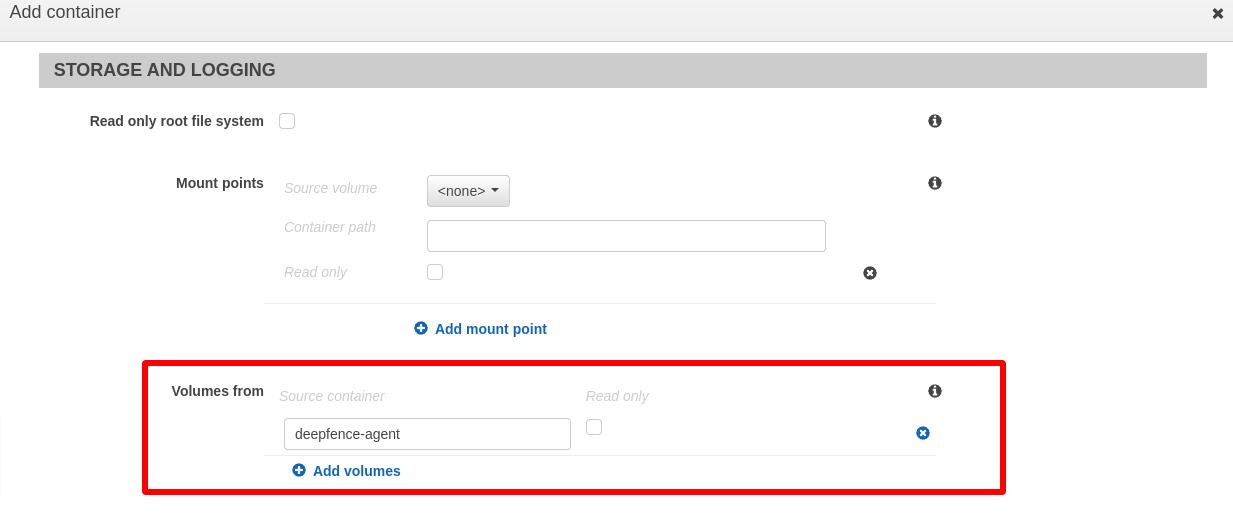 Add container
STORAGE AND LOGGING
Read only root file system
Mount points
Source volume
<none>
Container path
Read only
Add mount point
Volumes from
Source container
Read only
deepfence-agent
Add volumes